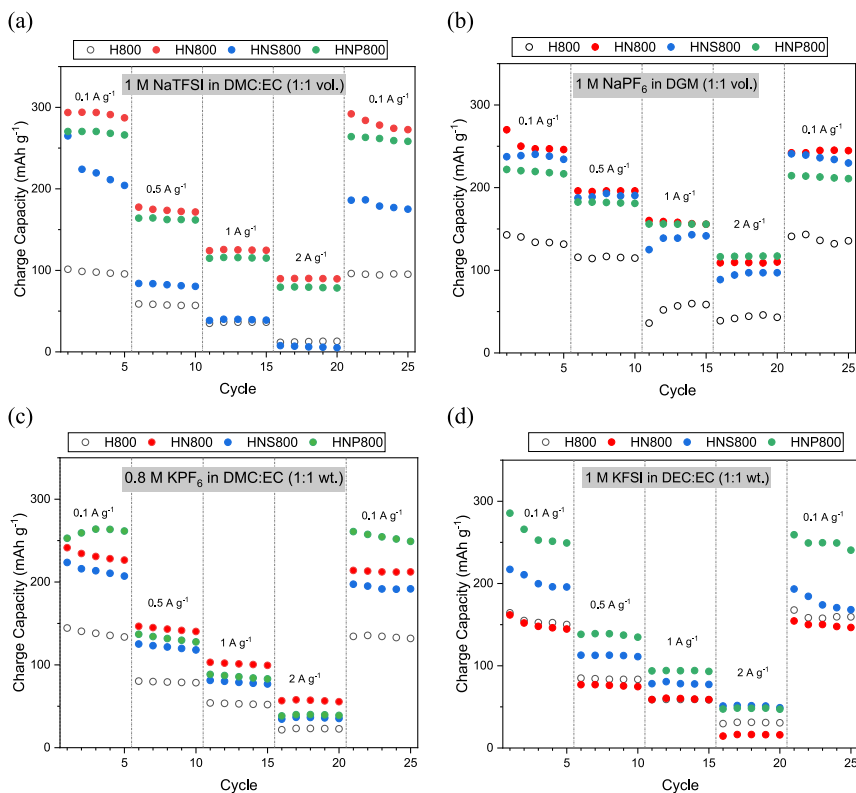 (a)
H800 HN800 HNS800 HNP800
1 M NaTFSI in DMC:EC (1:1 vol.)
0.1 A g⁻¹
0.1 A g⁻¹
0.5 A g⁻¹
1 A g⁻¹
2 A g⁻¹
300
200
100
0
Charge Capacity (mAh g⁻¹)
5 10 15 20 25
Cycle
(b)
H800 HN800 HNS800 HNP800
1 M NaPF₆ in DGM (1:1 vol.)
0.1 A g⁻¹
0.1 A g⁻¹
0.5 A g⁻¹
1 A g⁻¹
2 A g⁻¹
300
200
100
0
Charge Capacity (mAh g⁻¹)
5 10 15 20 25
Cycle
(c)
H800 HN800 HNS800 HNP800
0.8 M KPF₆ in DMC:EC (1:1 wt.)
0.1 A g⁻¹
0.1 A g⁻¹
0.5 A g⁻¹
1 A g⁻¹
2 A g⁻¹
300
200
100
0
Charge Capacity (mAh g⁻¹)
5 10 15 20 25
Cycle
(d)
H800 HN800 HNS800 HNP800
1 M KFSI in DEC:EC (1:1 wt.)
0.1 A g⁻¹
0.1 A g⁻¹
0.5 A g⁻¹
1 A g⁻¹
2 A g⁻¹
300
200
100
0
Charge Capacity (mAh g⁻¹)
5 10 15 20 25
Cycle